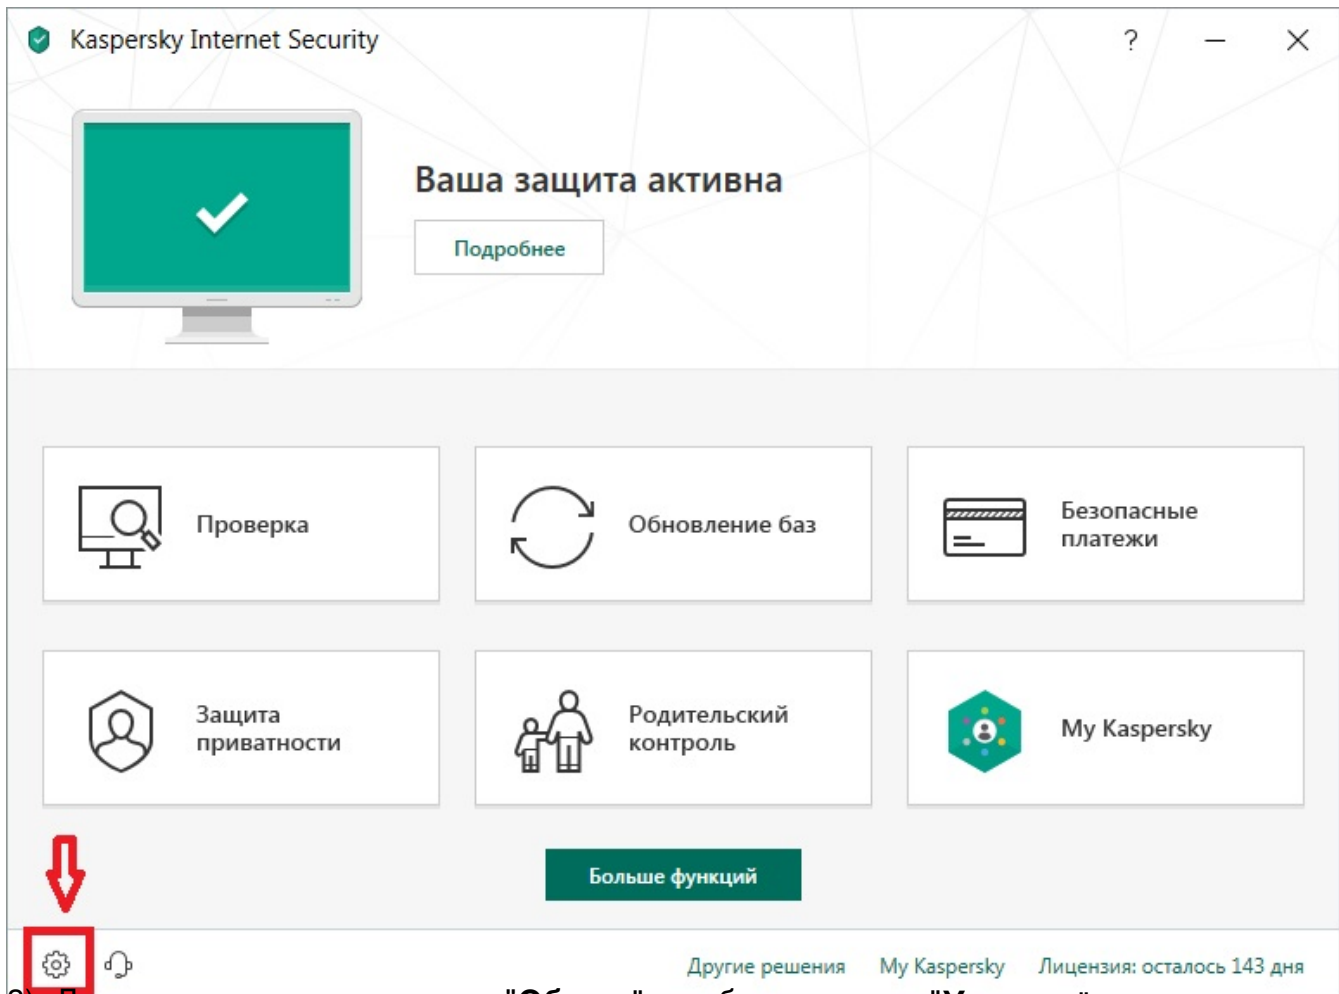 Kaspersky Internet Security
?
Ваша защита активна
Подробнее
Проверка
Обновление баз
Безопасные
платежи
Защита
приватности
Родительский
контроль
My Kaspersky
Больше функций
Другие решения My Kaspersky Лицензия: осталось 143 дня